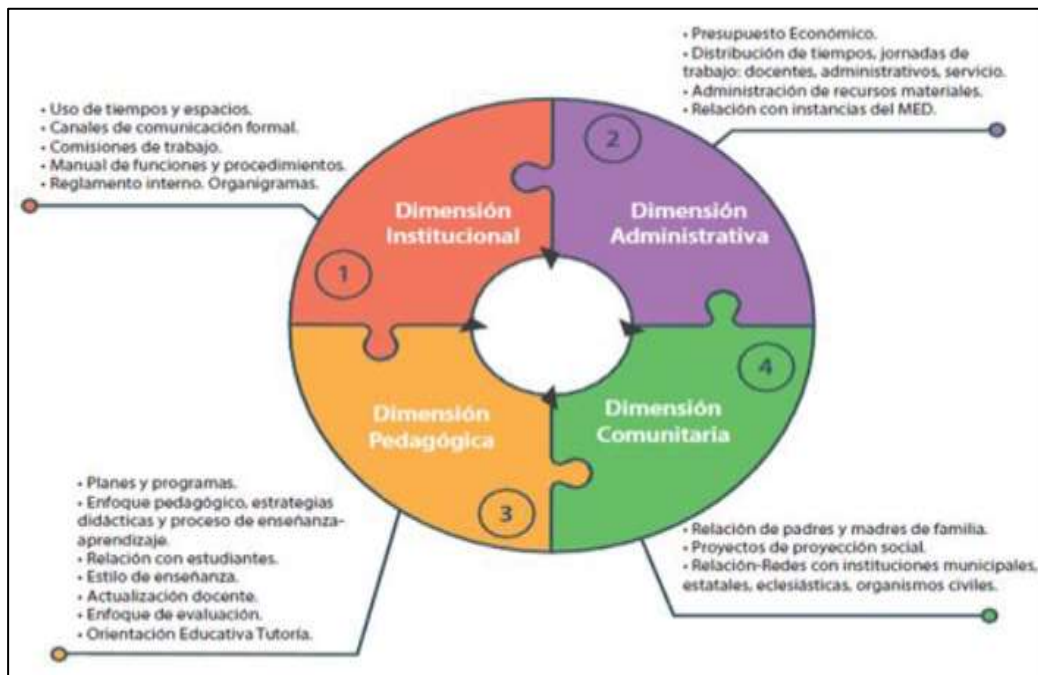 • Uso de tiempos y espacios.
• Canales de comunicación formal.
• Comisiones de trabajo.
• Manual de funciones y procedimientos.
• Reglamento interno. Organigramas.
1
Dimensión
Institucional
• Presupuesto Económico.
• Distribución de tiempos, jornadas de
trabajo: docentes, administrativos, servicio.
• Administración de recursos materiales.
• Relación con instancias del MED.
2
Dimensión
Administrativa
Dimensión
Pedagógica
3
• Planes y programas.
• Enfoque pedagógico, estrategias
didácticas y proceso de enseñanza-
aprendizaje.
• Relación con estudiantes.
• Estilo de enseñanza.
• Actualización docente.
• Enfoque de evaluación.
• Orientación Educativa Tutoría.
4
Dimensión
Comunitaria
• Relación de padres y madres de familia.
• Proyectos de proyección social.
• Relación-Redes con instituciones municipales,
estatales, eclesiásticas, organismos civiles.